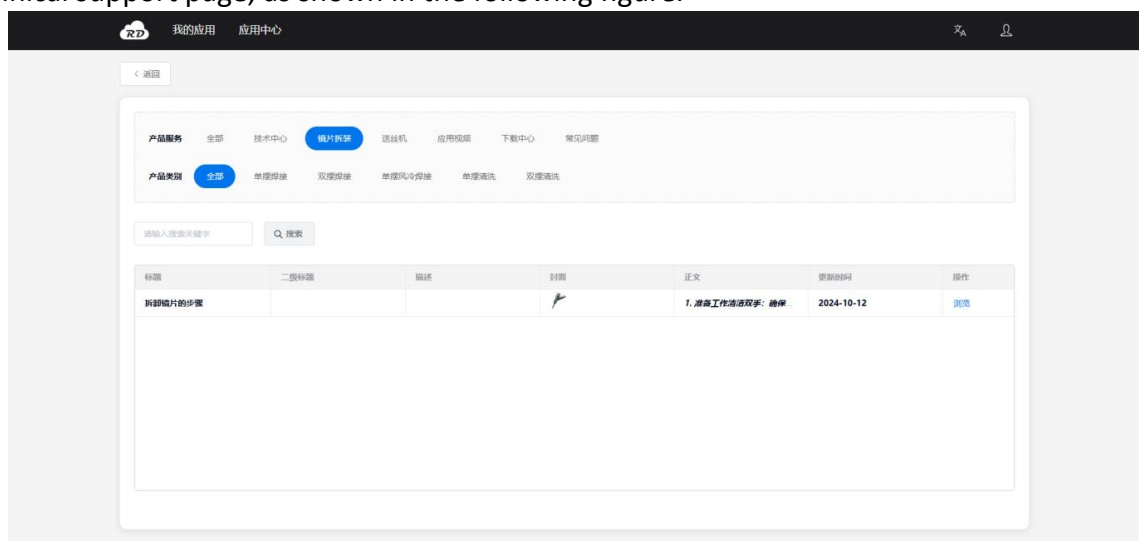 nical support page, as shown in the following figure.
RD 我的应用 应用中心
< 返回
产品服务 全部 技术中心 镜片拆装 送丝机 应用视频 下载中心 常见问题
产品类别 全部 单摆焊接 双摆焊接 单摆风冷焊接 单摆清洗 双摆清洗
请输入搜索关键字 搜索
标题 二级标题 描述 封面 正文 更新时间 操作
拆卸镜片的步骤 1. 准备工作清洁双手：确保... 2024-10-12 浏览